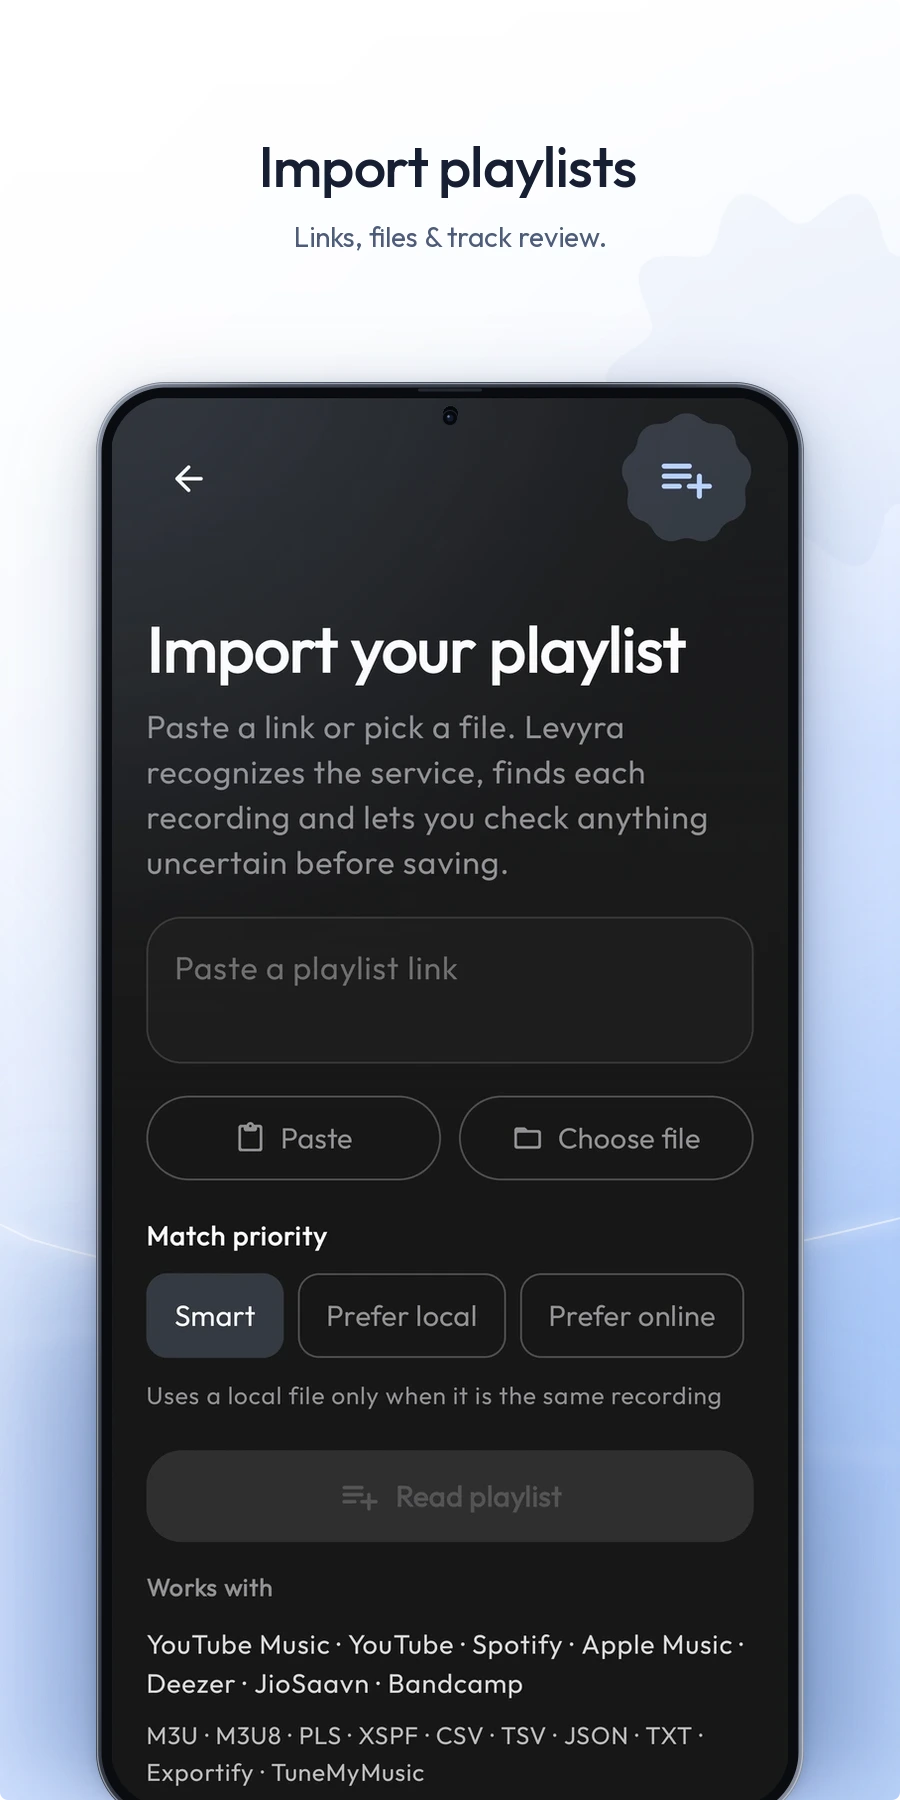 Import playlists
Links, files & track review.
Import your playlist
Paste a link or pick a file. Levyra
recognizes the service, finds each
recording and lets you check anything
uncertain before saving.
Paste a playlist link
Paste
Choose file
Match priority
Smart
Prefer local
Prefer online
Uses a local file only when it is the same recording
Read playlist
Works with
YouTube Music · YouTube · Spotify · Apple Music ·
Deezer · JioSaavn · Bandcamp
M3U · M3U8 · PLS · XSPF · CSV · TSV · JSON · TXT ·
Exportify · TuneMyMusic